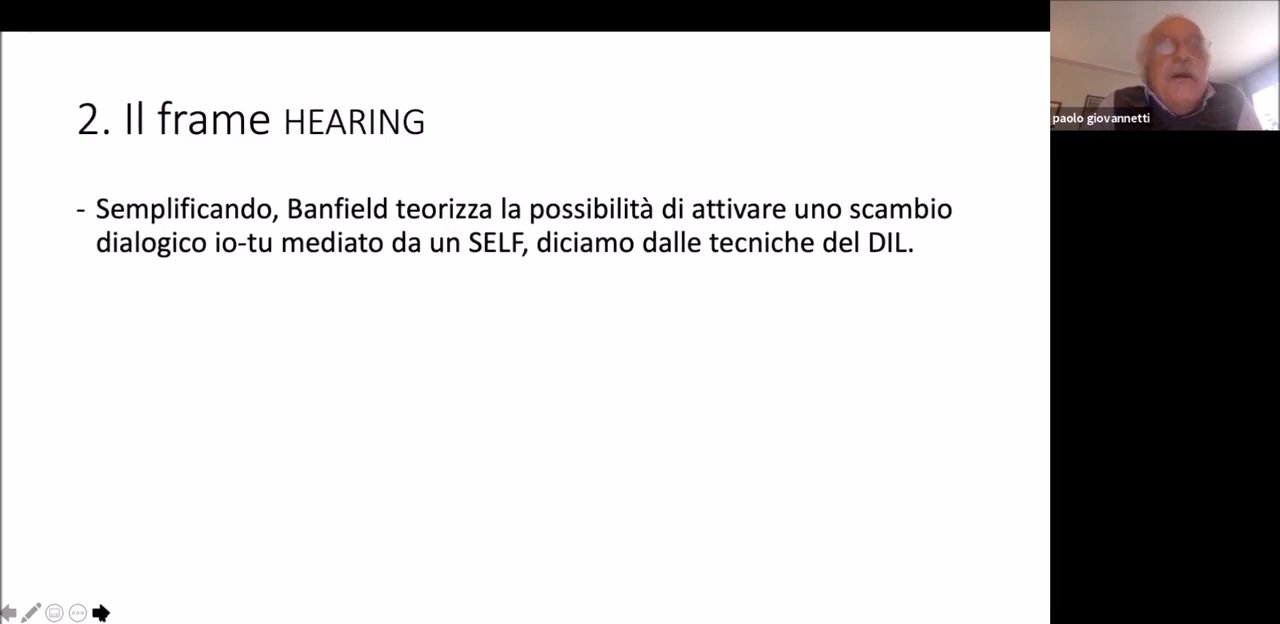 2. Il frame HEARING
- Semplificando, Banfield teorizza la possibilità di attivare uno scambio
dialogico io-tu mediato da un SELF, diciamo dalle tecniche del DIL.
paolo giovannetti